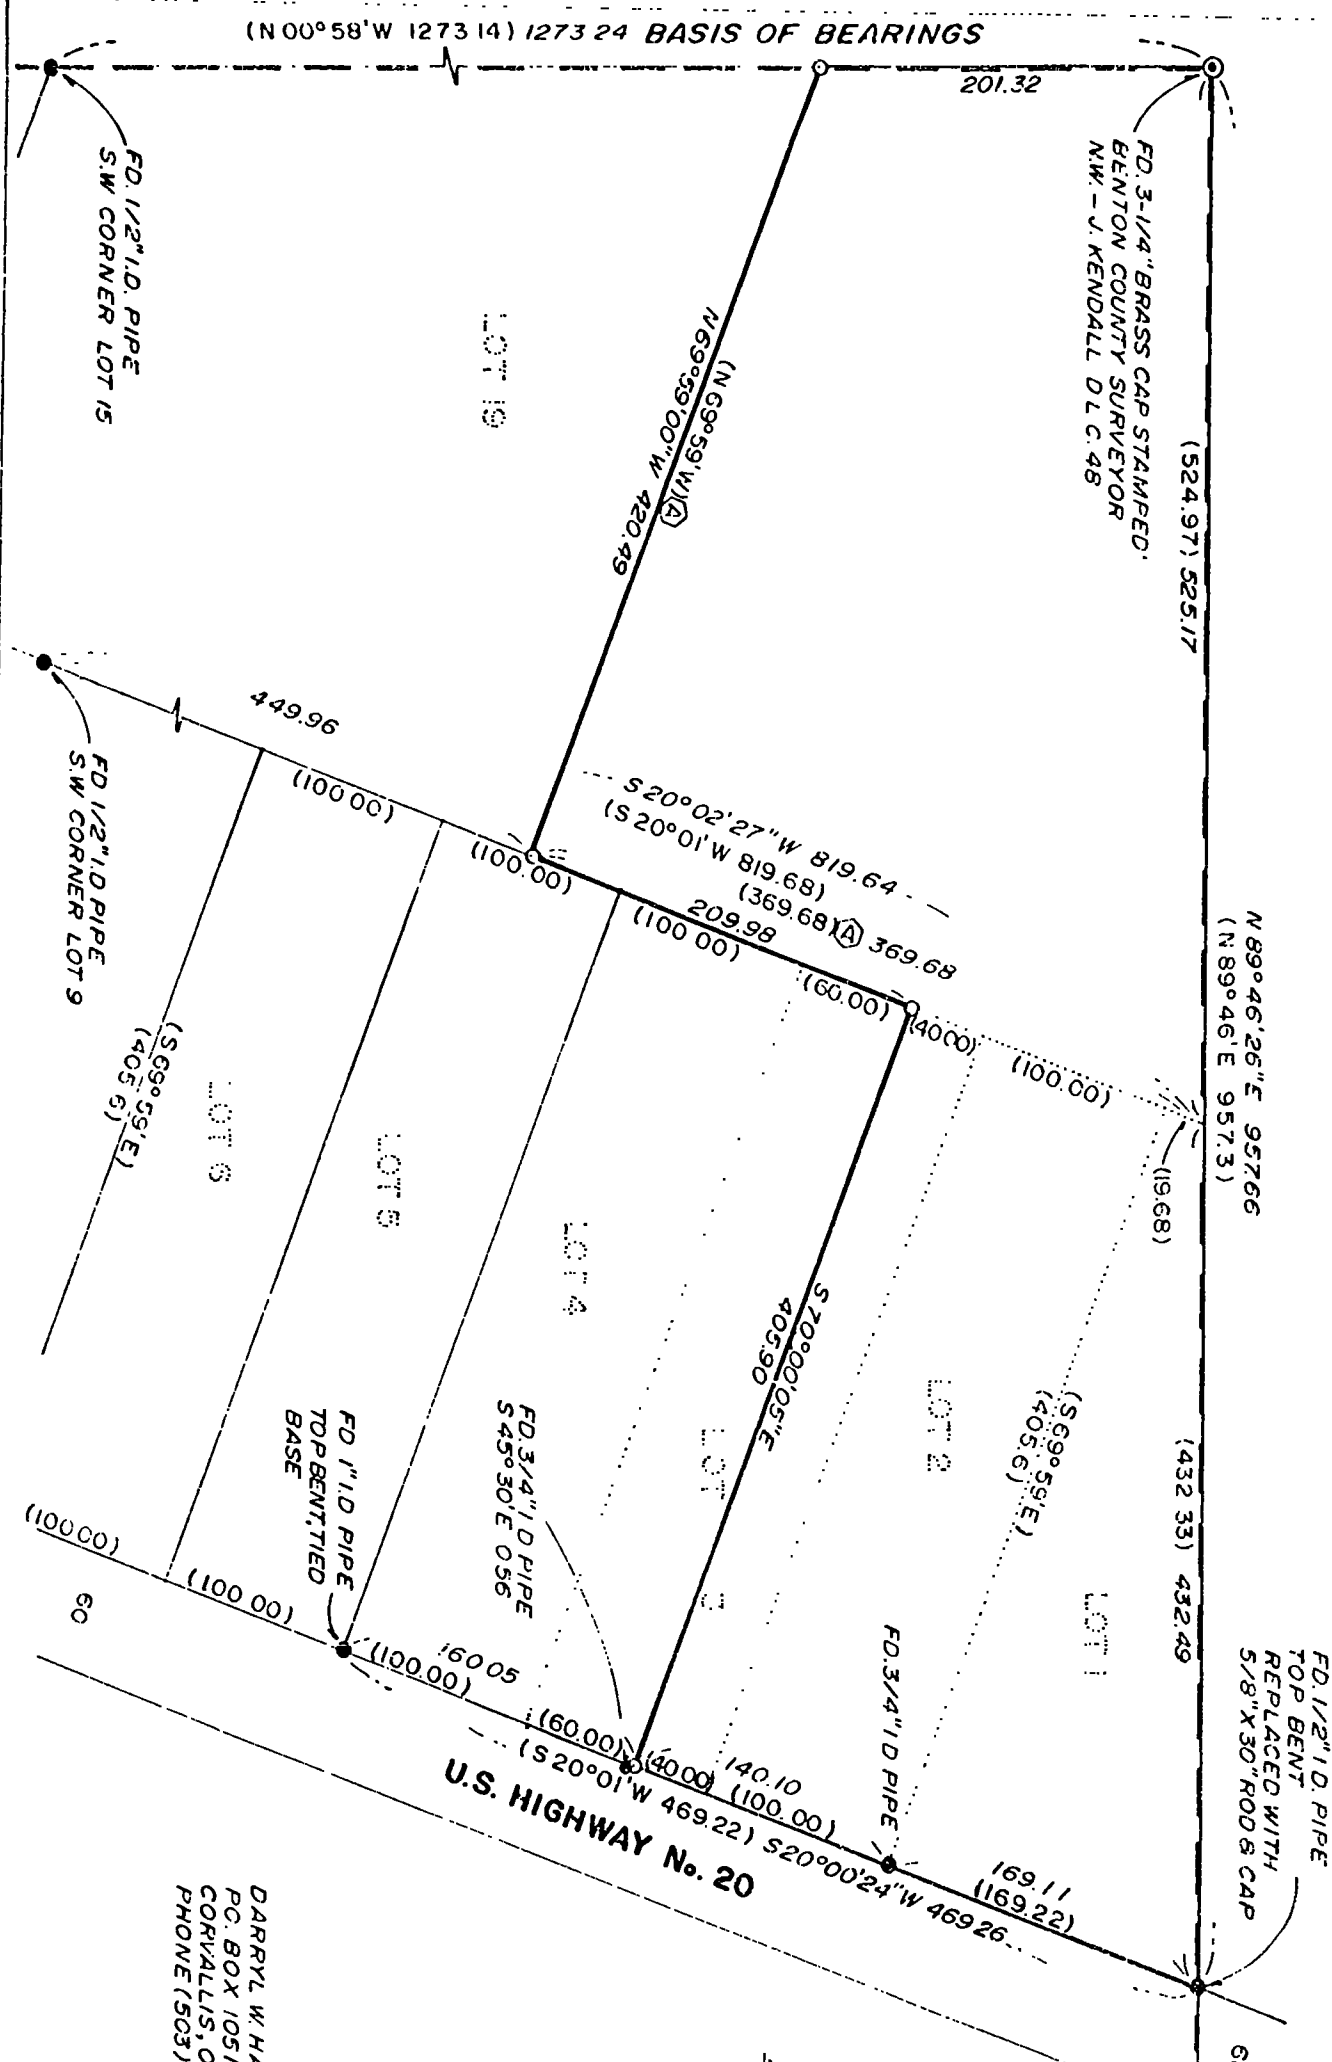 (N 00°58'W 1273 14) 1273 24 BASIS OF BEARINGS
201.32
FD. 3-1/4" BRASS CAP STAMPED:
BENTON COUNTY SURVEYOR
N.W. - J. KENDALL D L C. 48
FD. 1/2" I.D. PIPE
S.W CORNER LOT 15
LOT 19
(N 69°59'W) A
N 69°59'00"W 420.49
(524.97) 525.17
N 89°46'26"E 957.66
(N 89°46'E 957.3)
(432 33) 432.49
FD. 1/2" I D. PIPE
TOP BENT
REPLACED WITH
5/8" X 30" ROD & CAP
449.96
(100 00)
(100.00)
(100 00)
(60.00)
(40 00)
(100.00)
(19.68)
S 20°02'27"W 819.64
(S 20°01'W 819.68)
(369.68) A 369.68
209.98
FD 1/2" I.D PIPE
S.W CORNER LOT 9
(S 69°59'E)
(405 6)
LOT 6
LOT 5
LOT 4
LOT 3
LOT 2
LOT 1
S 70°00'05"E
405.90
(S 69°59'E)
(405.6)
FD. 3/4" I D PIPE
S 45°30'E 0 56
FD 1" I.D PIPE
TOP BENT, TIED
BASE
FD. 3/4" I D PIPE
(100 00)
(100 00)
(100.00)
160 05
(60.00)
(40 00)
140.10
(100.00)
169.11
(169.22)
(S 20°01'W 469.22) S 20°00'24"W 469 26
60
U.S. HIGHWAY No. 20
DARRYL W. HA
P.O. BOX 105
CORVALLIS, O
PHONE (503)